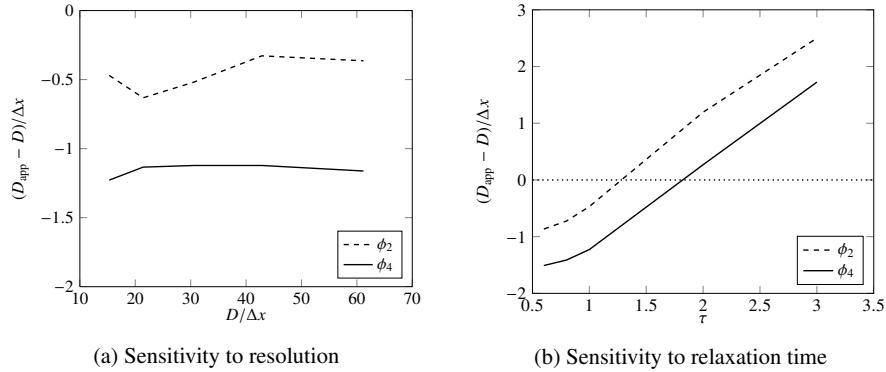 0
−0.5
−1
−1.5
−2
10
20
30
40
50
60
70
D/Δx
(D_app − D)/Δx
ϕ₂
ϕ₄
(a) Sensitivity to resolution
3
2
1
0
−1
−2
0.5
1
1.5
2
2.5
3
3.5
τ
(D_app − D)/Δx
ϕ₂
ϕ₄
(b) Sensitivity to relaxation time